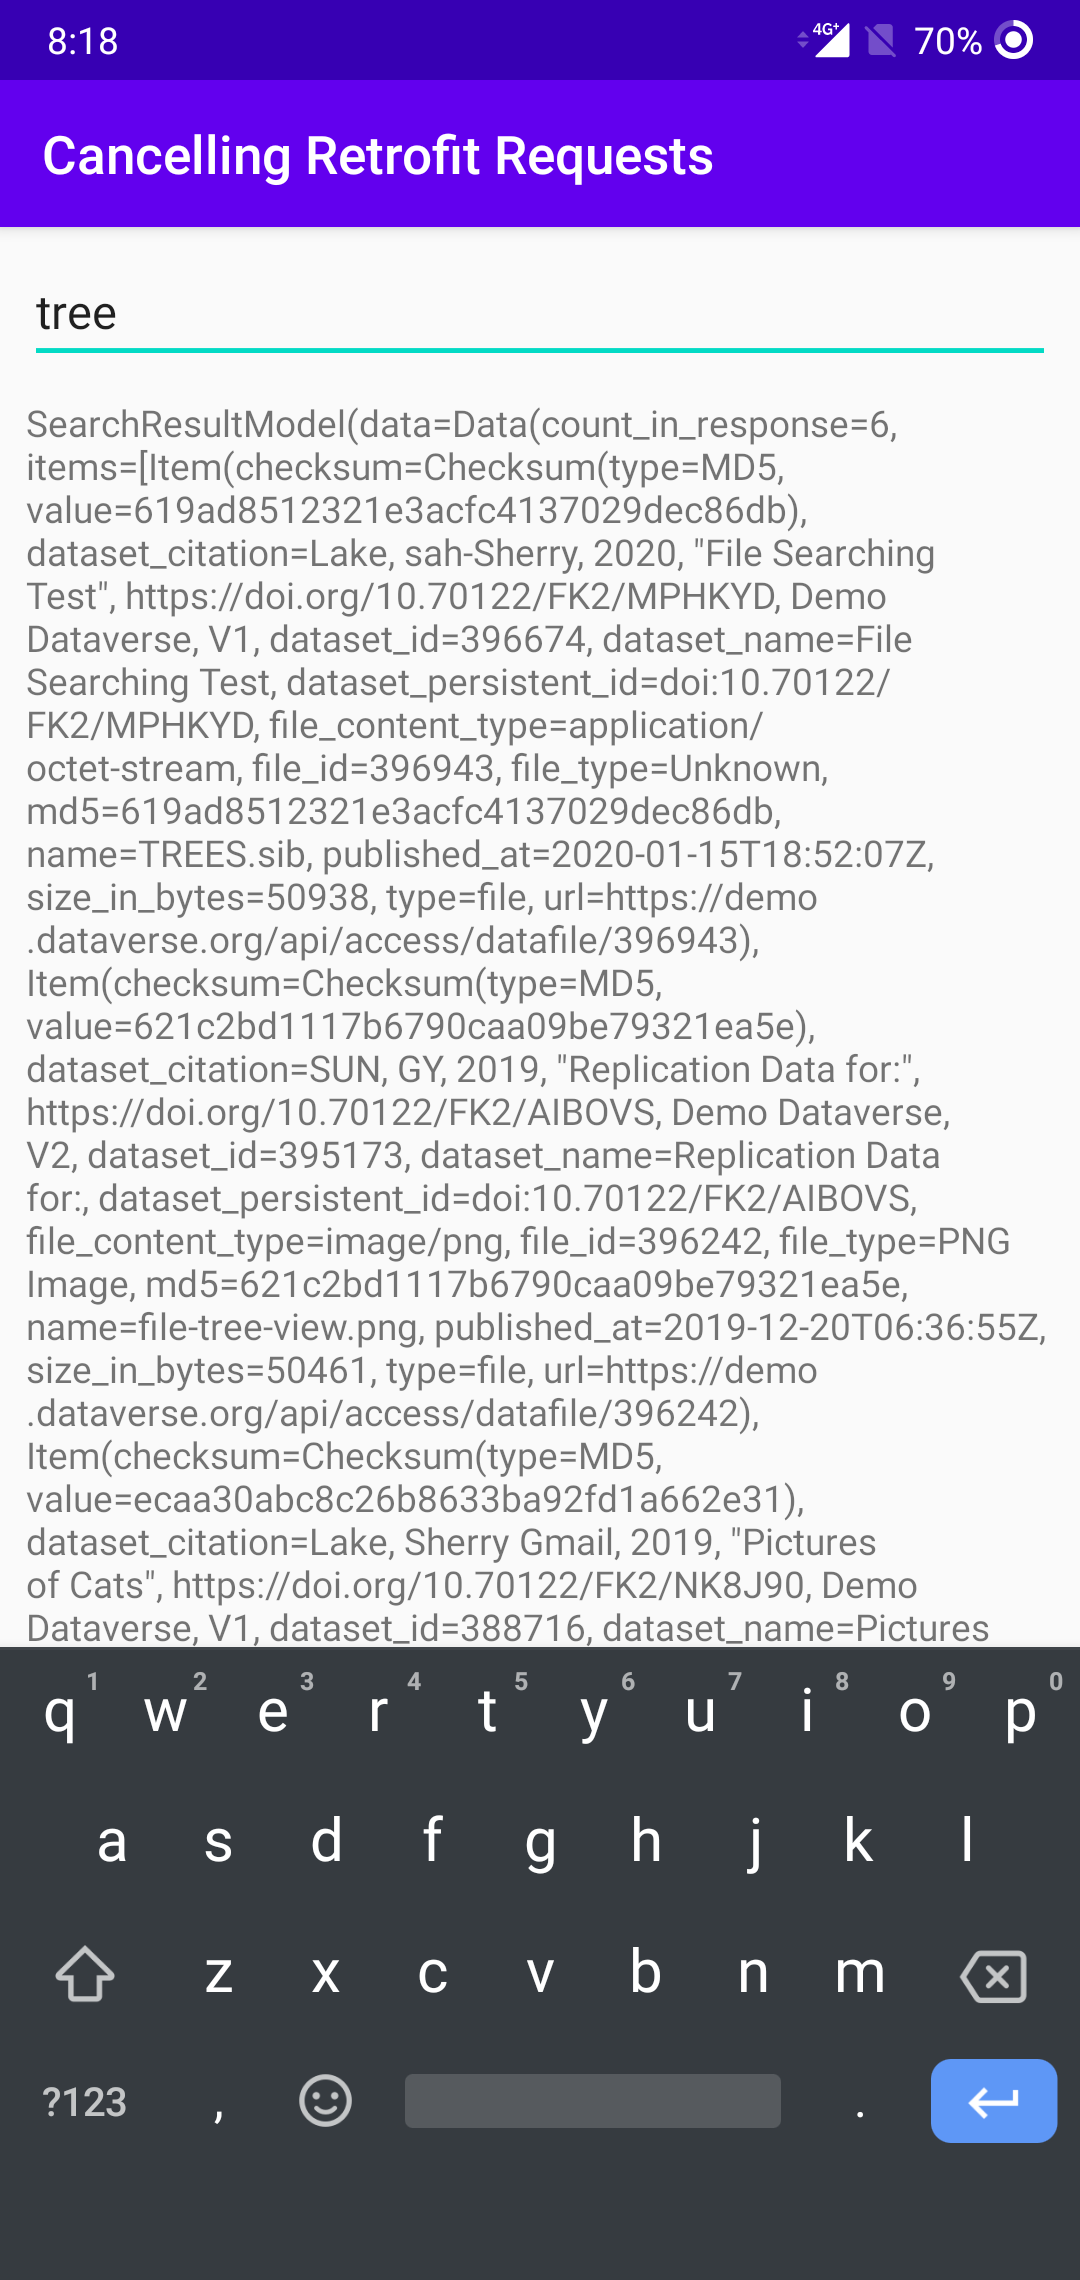 8:18
4G+
70%
Cancelling Retrofit Requests
tree
SearchResultModel(data=Data(count_in_response=6,
items=[Item(checksum=Checksum(type=MD5,
value=619ad8512321e3acfc4137029dec86db),
dataset_citation=Lake, sah-Sherry, 2020, "File Searching
Test", https://doi.org/10.70122/FK2/MPHKYD, Demo
Dataverse, V1, dataset_id=396674, dataset_name=File
Searching Test, dataset_persistent_id=doi:10.70122/
FK2/MPHKYD, file_content_type=application/
octet-stream, file_id=396943, file_type=Unknown,
md5=619ad8512321e3acfc4137029dec86db,
name=TREES.sib, published_at=2020-01-15T18:52:07Z,
size_in_bytes=50938, type=file, url=https://demo
.dataverse.org/api/access/datafile/396943),
Item(checksum=Checksum(type=MD5,
value=621c2bd1117b6790caa09be79321ea5e),
dataset_citation=SUN, GY, 2019, "Replication Data for:",
https://doi.org/10.70122/FK2/AIBOVS, Demo Dataverse,
V2, dataset_id=395173, dataset_name=Replication Data
for:, dataset_persistent_id=doi:10.70122/FK2/AIBOVS,
file_content_type=image/png, file_id=396242, file_type=PNG
Image, md5=621c2bd1117b6790caa09be79321ea5e,
name=file-tree-view.png, published_at=2019-12-20T06:36:55Z,
size_in_bytes=50461, type=file, url=https://demo
.dataverse.org/api/access/datafile/396242),
Item(checksum=Checksum(type=MD5,
value=ecaa30abc8c26b8633ba92fd1a662e31),
dataset_citation=Lake, Sherry Gmail, 2019, "Pictures
of Cats", https://doi.org/10.70122/FK2/NK8J90, Demo
Dataverse, V1, dataset_id=388716, dataset_name=Pictures
q 1 w 2 e 3 r 4 t 5 y 6 u 7 i 8 o 9 p 0
a s d f g h j k l
z x c v b n m
?123 , .